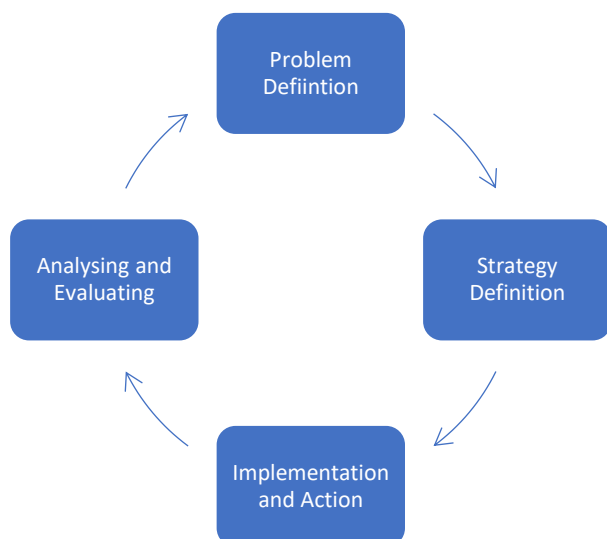 Problem
Defiintion
Strategy
Definition
Implementation
and Action
Analysing and
Evaluating